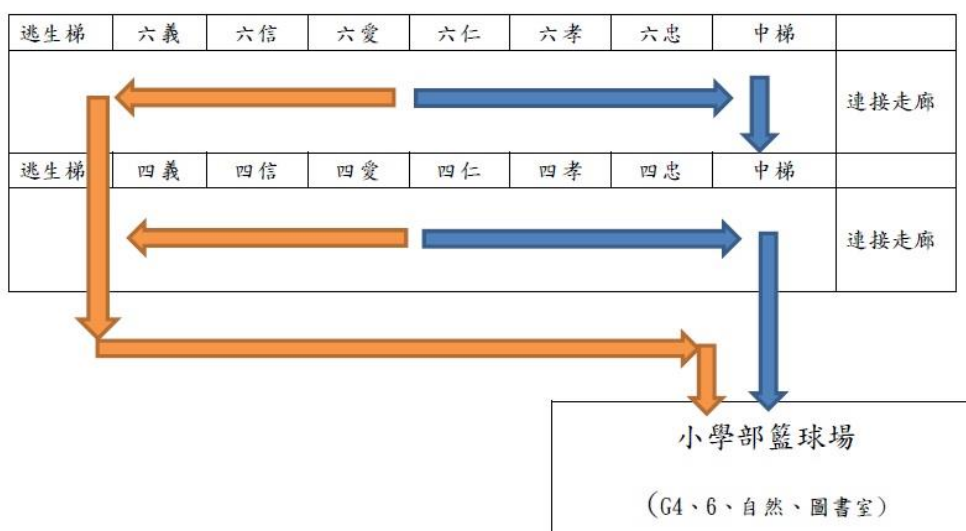 逃生梯 六義 六信 六愛 六仁 六孝 六忠 中梯
連接走廊
逃生梯 四義 四信 四愛 四仁 四孝 四忠 中梯
連接走廊
小學部籃球場
(G4、6、自然、圖書室)